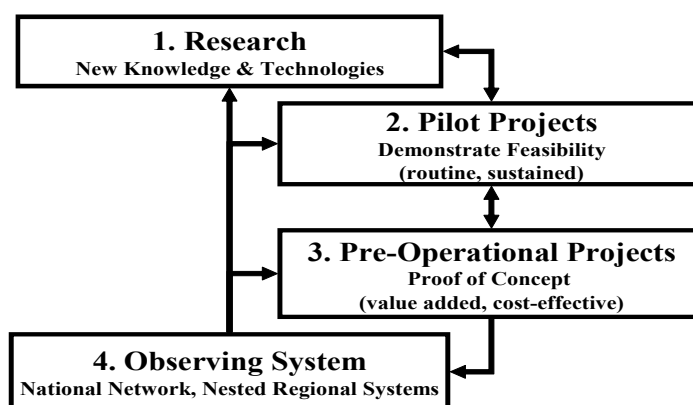 1. Research
New Knowledge & Technologies
2. Pilot Projects
Demonstrate Feasibility
(routine, sustained)
3. Pre-Operational Projects
Proof of Concept
(value added, cost-effective)
4. Observing System
National Network, Nested Regional Systems